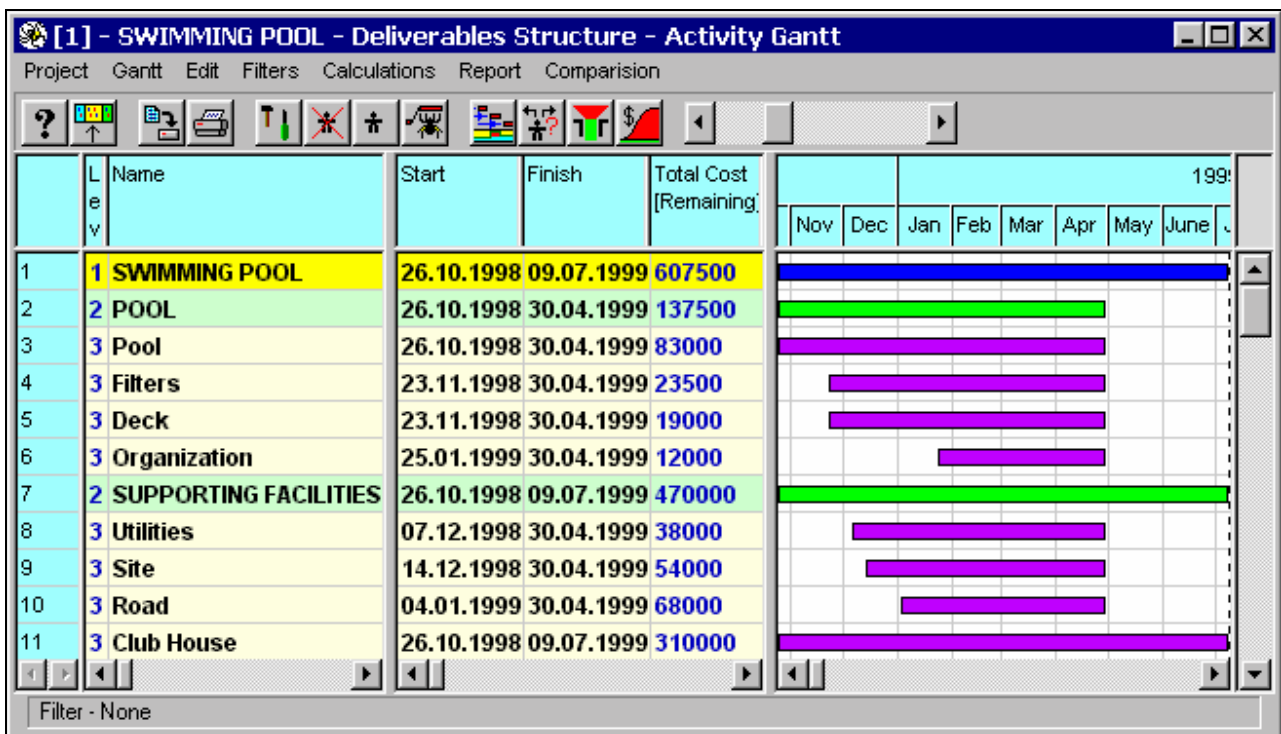 [1] - SWIMMING POOL - Deliverables Structure - Activity Gantt
Project Gantt Edit Filters Calculations Report Comparision
Lev Name Start Finish Total Cost [Remaining] 199
Nov Dec Jan Feb Mar Apr May June
1 1 SWIMMING POOL 26.10.1998 09.07.1999 607500
2 2 POOL 26.10.1998 30.04.1999 137500
3 3 Pool 26.10.1998 30.04.1999 83000
4 3 Filters 23.11.1998 30.04.1999 23500
5 3 Deck 23.11.1998 30.04.1999 19000
6 3 Organization 25.01.1999 30.04.1999 12000
7 2 SUPPORTING FACILITIES 26.10.1998 09.07.1999 470000
8 3 Utilities 07.12.1998 30.04.1999 38000
9 3 Site 14.12.1998 30.04.1999 54000
10 3 Road 04.01.1999 30.04.1999 68000
11 3 Club House 26.10.1998 09.07.1999 310000
Filter - None